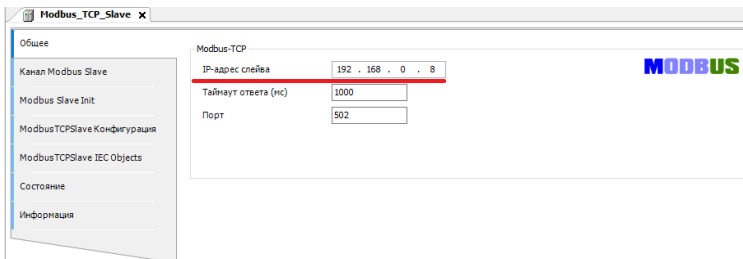 Modbus_TCP_Slave X
Общее
Канал Modbus Slave
Modbus Slave Init
ModbusTCPSlave Конфигурация
ModbusTCPSlave IEC Objects
Состояние
Информация
Modbus-TCP
IP-адрес слейва 192 . 168 . 0 . 8
Таймаут ответа (мс) 1000
Порт 502
MODBUS